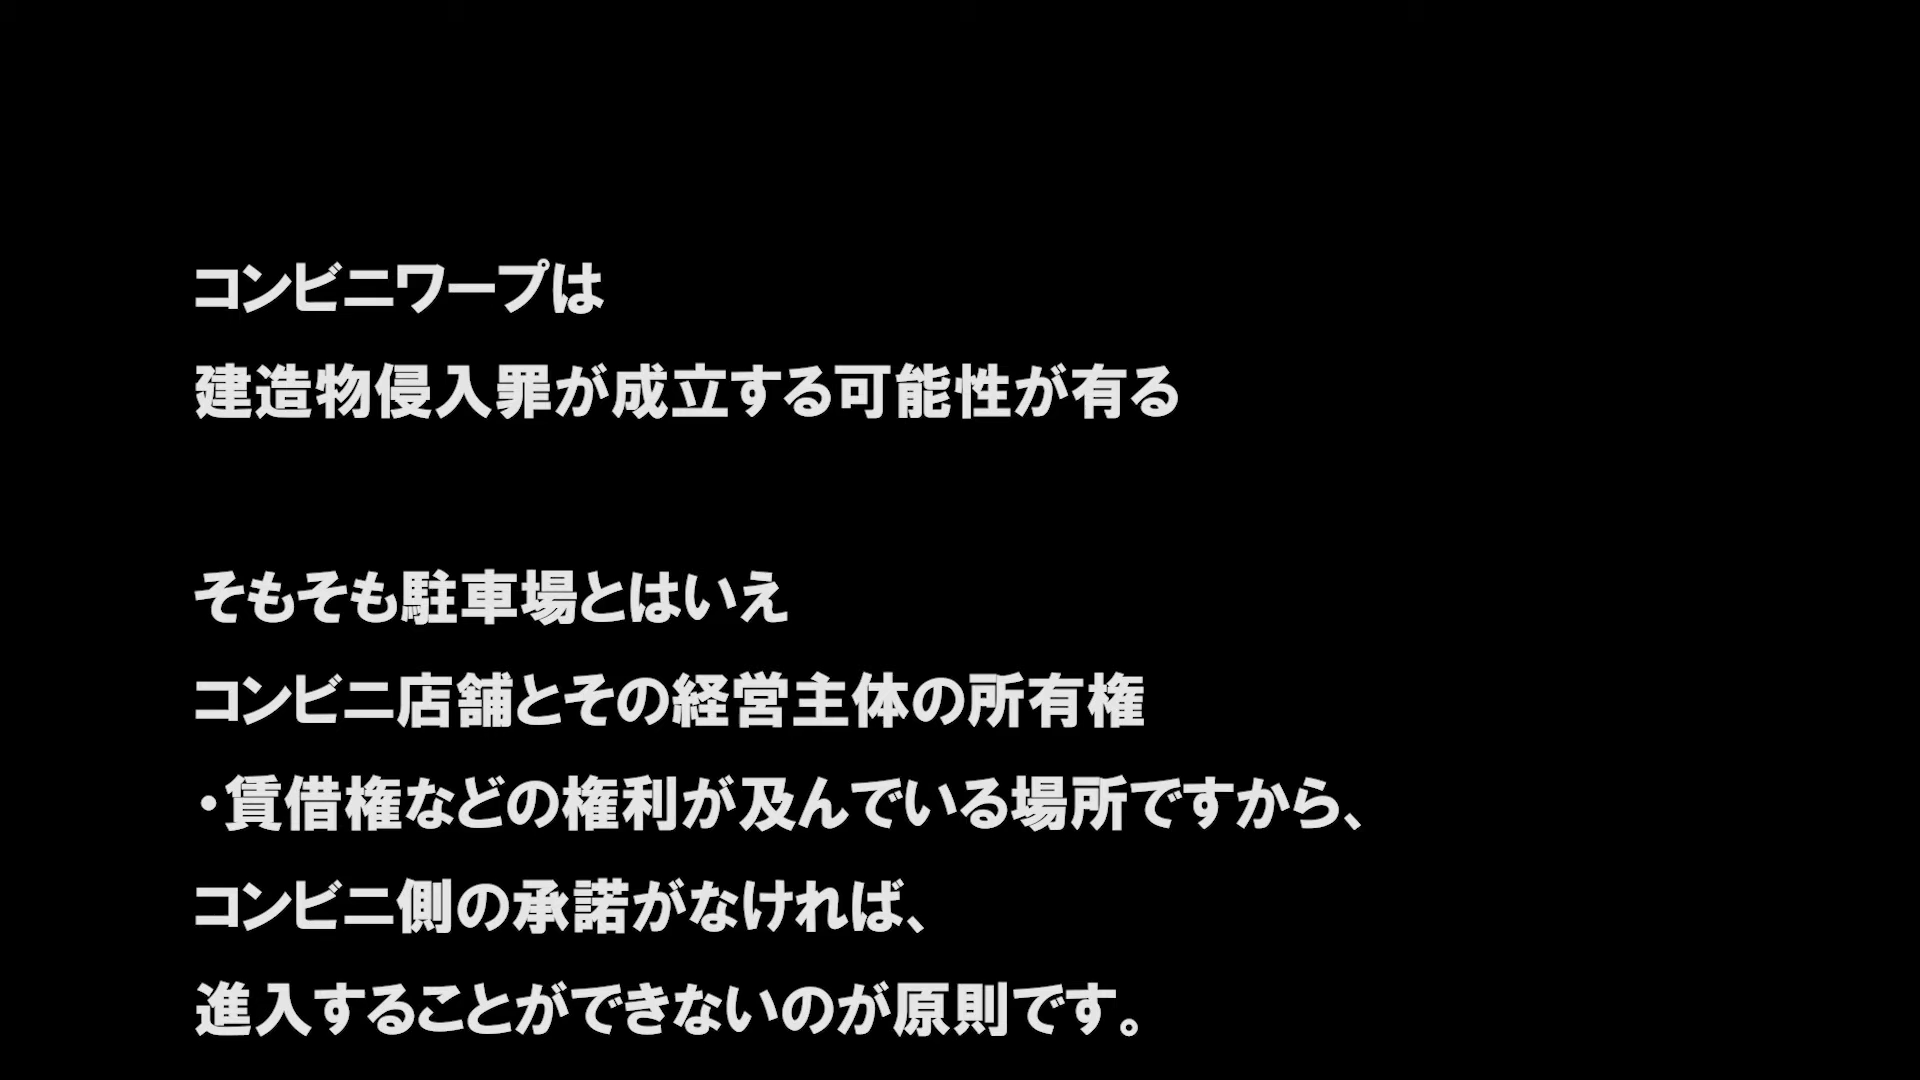 コンビニワープは
建造物侵入罪が成立する可能性が有る
そもそも駐車場とはいえ
コンビニ店舗とその経営主体の所有権
・賃借権などの権利が及んでいる場所ですから、
コンビニ側の承諾がなければ、
進入することができないのが原則です。